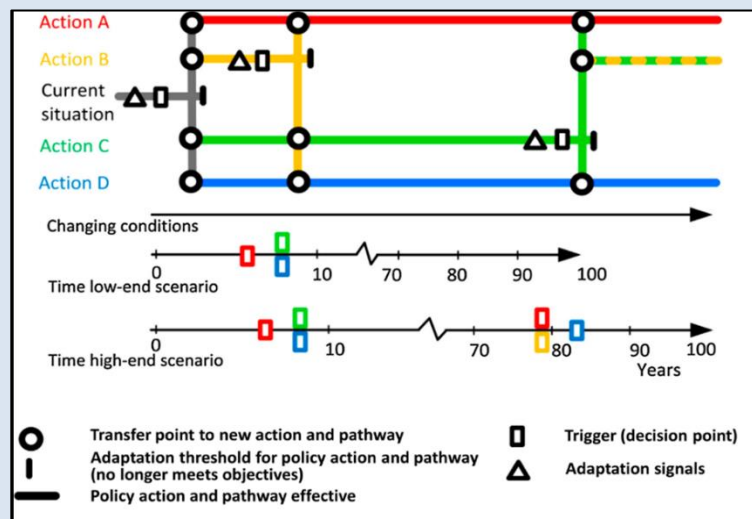 Action A
Action B
Current
situation
Action C
Action D
Changing conditions
0 10 70 80 90 100
Time low-end scenario
0 10 70 80 90 100
Time high-end scenario
Years
Transfer point to new action and pathway
Adaptation threshold for policy action and pathway
(no longer meets objectives)
Policy action and pathway effective
Trigger (decision point)
Adaptation signals